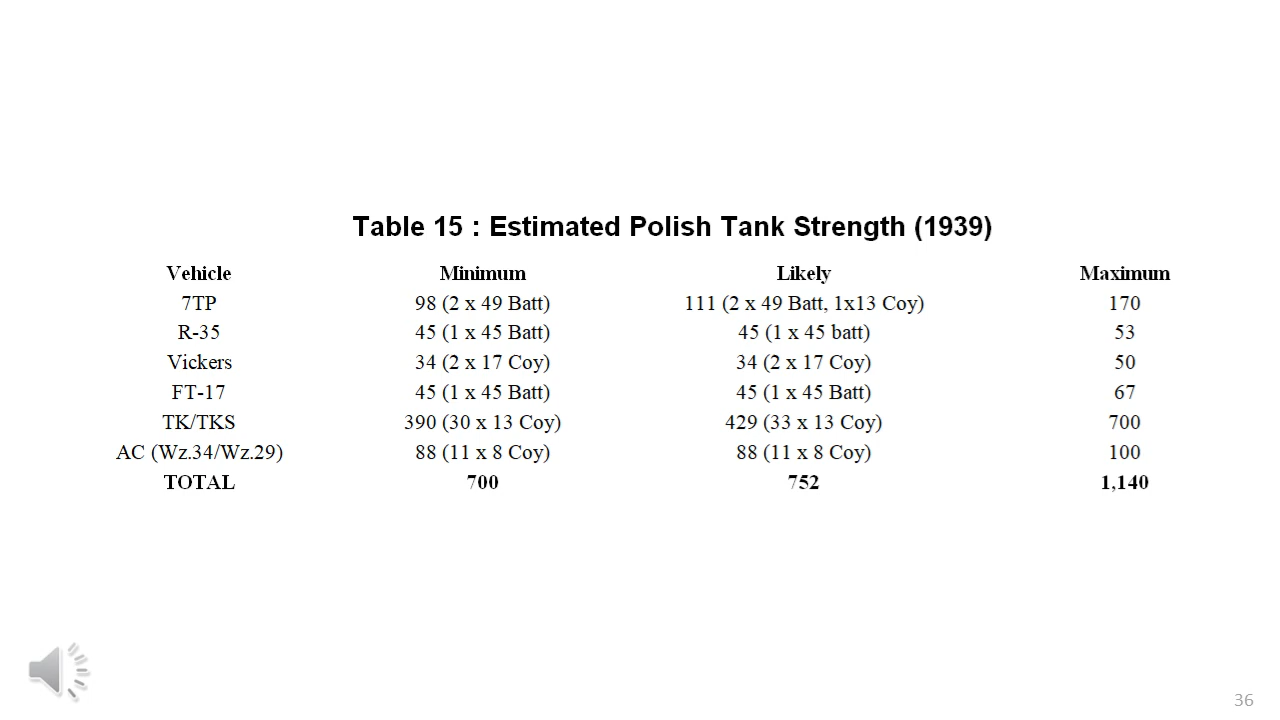 Table 15 : Estimated Polish Tank Strength (1939)
Vehicle Minimum Likely Maximum
7TP 98 (2 x 49 Batt) 111 (2 x 49 Batt, 1x13 Coy) 170
R-35 45 (1 x 45 Batt) 45 (1 x 45 batt) 53
Vickers 34 (2 x 17 Coy) 34 (2 x 17 Coy) 50
FT-17 45 (1 x 45 Batt) 45 (1 x 45 Batt) 67
TK/TKS 390 (30 x 13 Coy) 429 (33 x 13 Coy) 700
AC (Wz.34/Wz.29) 88 (11 x 8 Coy) 88 (11 x 8 Coy) 100
TOTAL 700 752 1,140
36